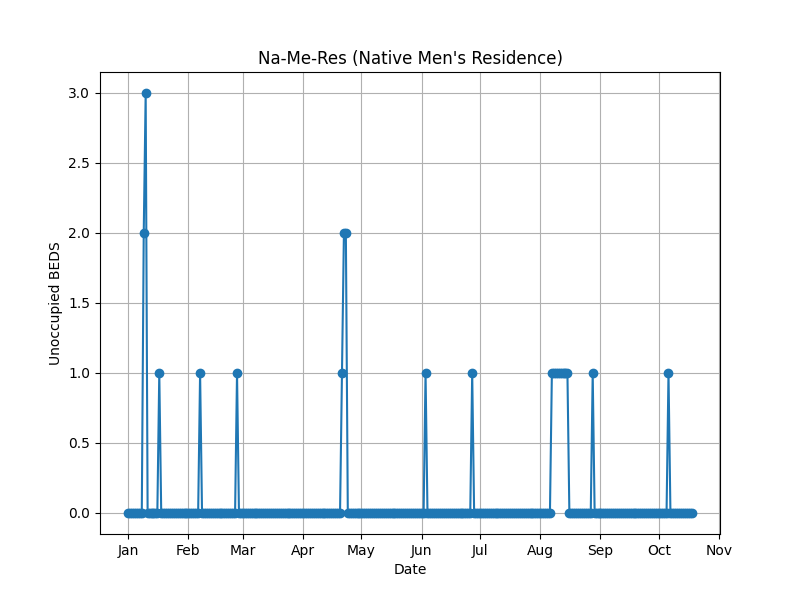 Na-Me-Res (Native Men's Residence)
3.0
2.5
2.0
1.5
1.0
0.5
0.0
Unoccupied BEDS
Jan Feb Mar Apr May Jun Jul Aug Sep Oct Nov
Date